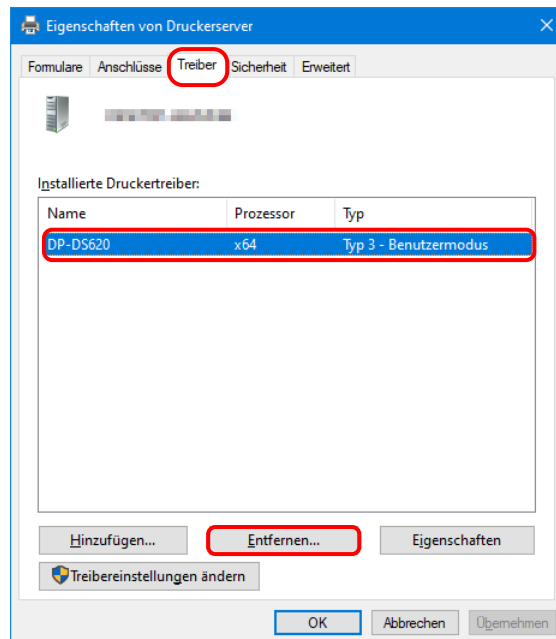 Eigenschaften von Druckerserver
Formulare Anschlüsse Treiber Sicherheit Erweitert
Installierte Druckertreiber:
Name Prozessor Typ
DP-DS620 x64 Typ 3 - Benutzermodus
Hinzufügen... Entfernen... Eigenschaften
Treibereinstellungen ändern
OK Abbrechen Übernehmen